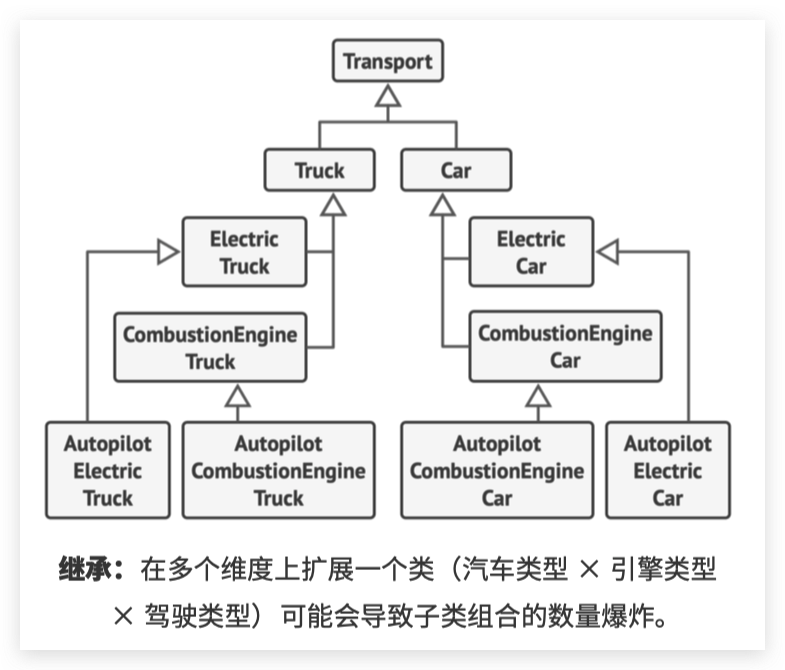 Transport
Truck
Car
Electric
Truck
Electric
Car
CombustionEngine
Truck
CombustionEngine
Car
Autopilot
Electric
Truck
Autopilot
CombustionEngine
Truck
Autopilot
CombustionEngine
Car
Autopilot
Electric
Car
继承：在多个维度上扩展一个类（汽车类型 × 引擎类型
× 驾驶类型）可能会导致子类组合的数量爆炸。